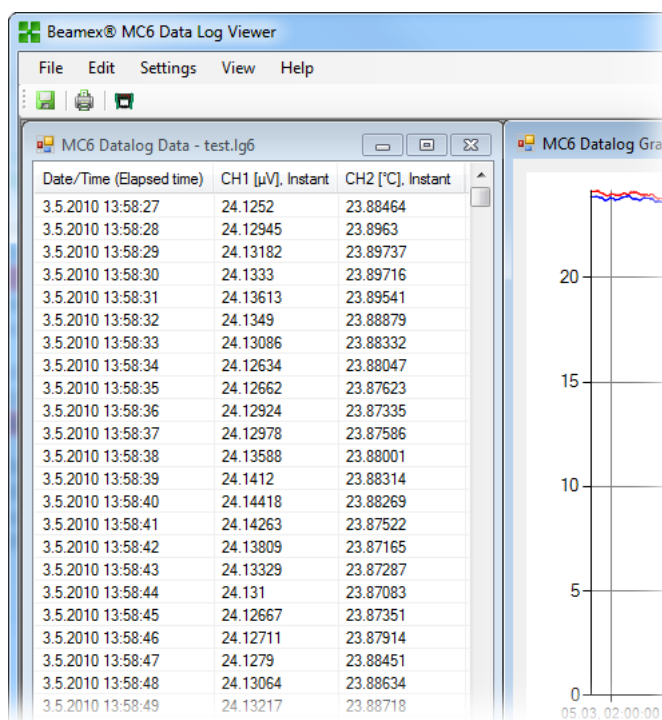 Beamex® MC6 Data Log Viewer
File Edit Settings View Help
MC6 Datalog Data - test.lg6
Date/Time (Elapsed time) CH1 [µV], Instant CH2 [°C], Instant
3.5.2010 13:58:27 24.1252 23.88464
3.5.2010 13:58:28 24.12945 23.8963
3.5.2010 13:58:29 24.13182 23.89737
3.5.2010 13:58:30 24.1333 23.89716
3.5.2010 13:58:31 24.13613 23.89541
3.5.2010 13:58:32 24.1349 23.88879
3.5.2010 13:58:33 24.13086 23.88332
3.5.2010 13:58:34 24.12634 23.88047
3.5.2010 13:58:35 24.12662 23.87623
3.5.2010 13:58:36 24.12924 23.87335
3.5.2010 13:58:37 24.12978 23.87586
3.5.2010 13:58:38 24.13588 23.88001
3.5.2010 13:58:39 24.1412 23.88314
3.5.2010 13:58:40 24.14418 23.88269
3.5.2010 13:58:41 24.14263 23.87522
3.5.2010 13:58:42 24.13809 23.87165
3.5.2010 13:58:43 24.13329 23.87287
3.5.2010 13:58:44 24.131 23.87083
3.5.2010 13:58:45 24.12667 23.87351
3.5.2010 13:58:46 24.12711 23.87914
3.5.2010 13:58:47 24.1279 23.88451
3.5.2010 13:58:48 24.13064 23.88634
3.5.2010 13:58:49 24.13217 23.88718
MC6 Datalog Gra
20
15
10
5
0
05.03, 02:00:00